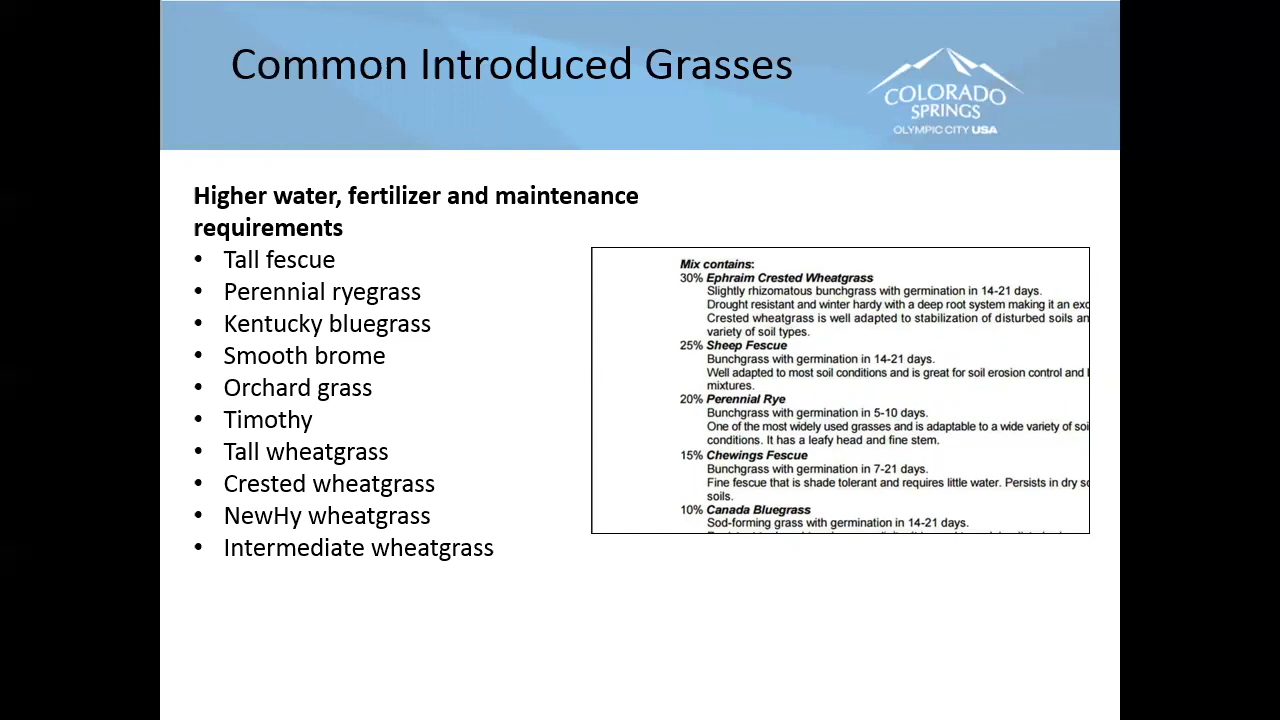 Common Introduced Grasses
COLORADO
SPRINGS
OLYMPIC CITY USA
Higher water, fertilizer and maintenance
requirements
• Tall fescue
• Perennial ryegrass
• Kentucky bluegrass
• Smooth brome
• Orchard grass
• Timothy
• Tall wheatgrass
• Crested wheatgrass
• NewHy wheatgrass
• Intermediate wheatgrass
Mix contains:
30% Ephraim Crested Wheatgrass
Slightly rhizomatous bunchgrass with germination in 14-21 days.
Drought resistant and winter hardy with a deep root system making it an
Crested wheatgrass is well adapted to stabilization of disturbed soils
variety of soil types.
25% Sheep Fescue
Bunchgrass with germination in 14-21 days.
Well adapted to most soil conditions and is great for soil erosion control and
mixtures.
20% Perennial Rye
Bunchgrass with germination in 5-10 days.
One of the most widely used grasses and is adaptable to a wide variety of
conditions. It has a leafy head and fine stem.
15% Chewings Fescue
Bunchgrass with germination in 7-21 days.
Fine fescue that is shade tolerant and requires little water. Persists in dry
soils.
10% Canada Bluegrass
Sod-forming grass with germination in 14-21 days.